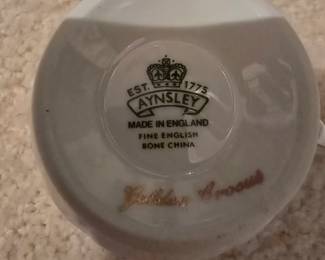 EST. 1775
AYNSLEY
MADE IN ENGLAND
FINE ENGLISH
BONE CHINA
Golden Crocus